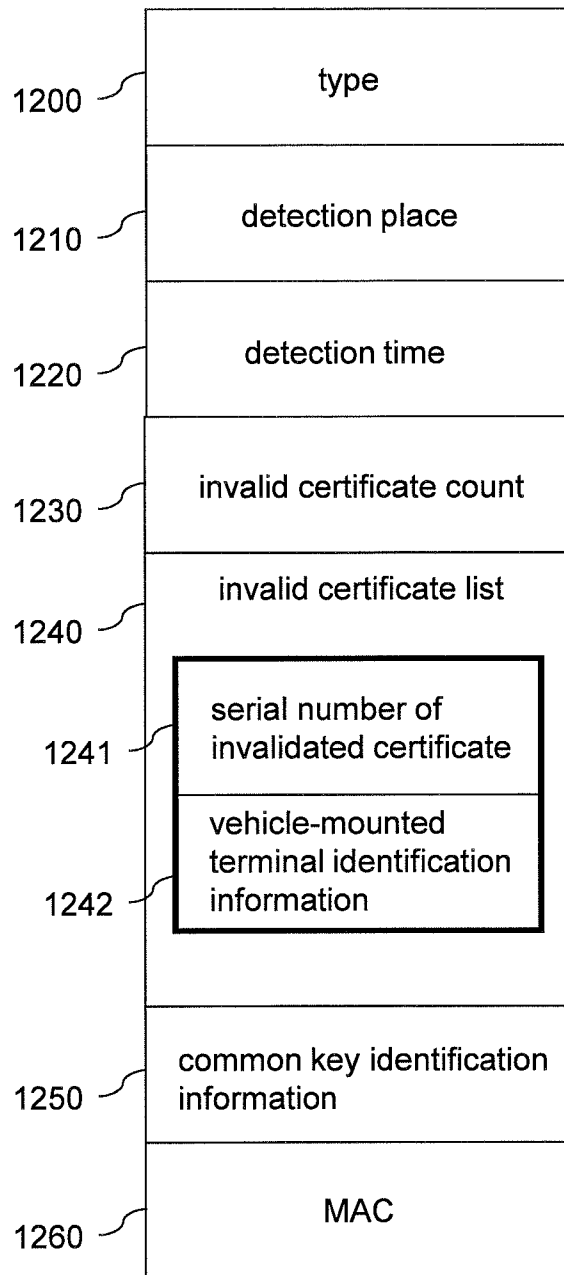 type
1200
detection place
1210
detection time
1220
invalid certificate count
1230
invalid certificate list
1240
serial number of
invalidated certificate
1241
vehicle-mounted
terminal identification
information
1242
common key identification
information
1250
MAC
1260